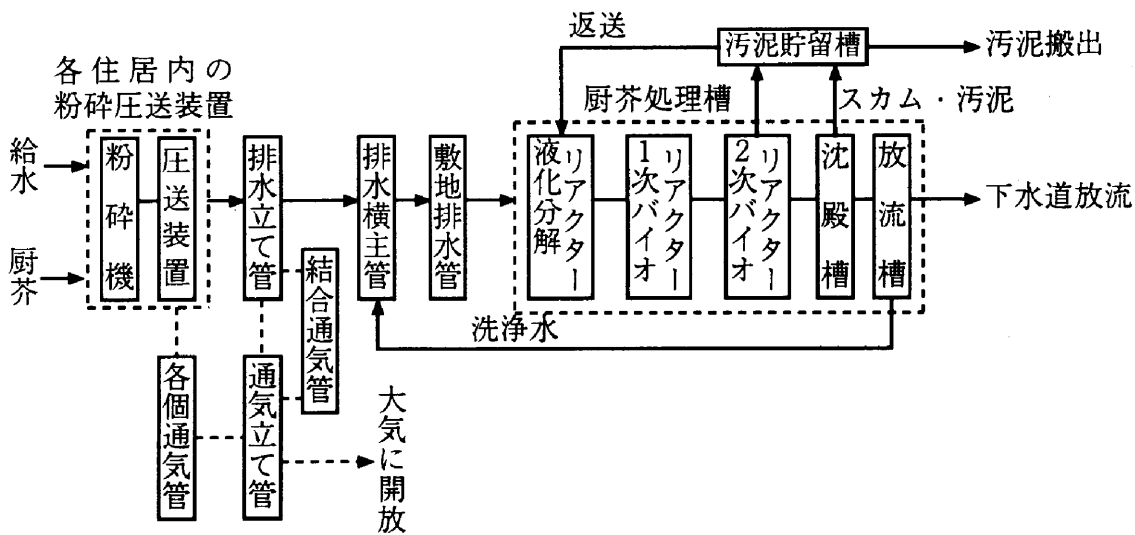 返送
汚泥貯留槽
汚泥搬出
各住居内の
粉砕圧送装置
厨芥処理槽
スカム・汚泥
給水
厨芥
粉砕機
圧送装置
排水立て管
排水横主管
敷地排水管
液化分解
リアクター
1次バイオ
リアクター
2次バイオ
リアクター
沈殿槽
放流槽
下水道放流
結合通気管
洗浄水
各個通気管
通気立て管
大気に開放